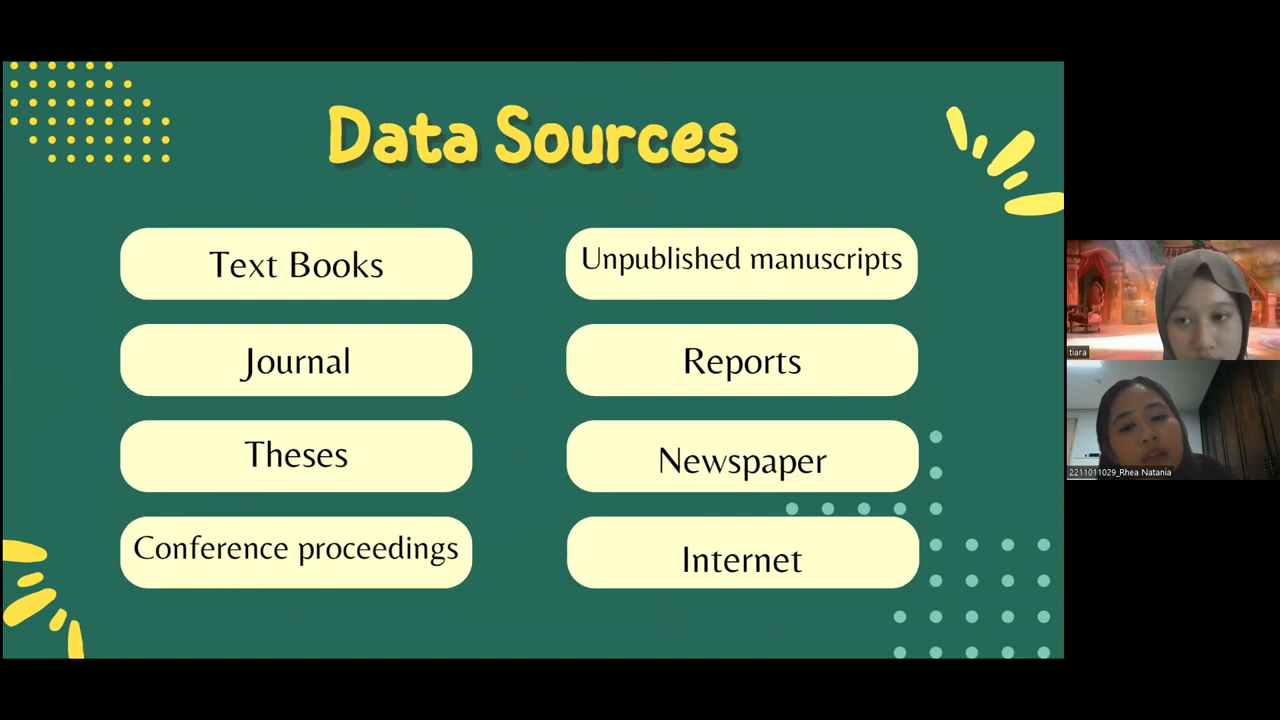 Data Sources
Text Books
Journal
Theses
Conference proceedings
Unpublished manuscripts
Reports
Newspaper
Internet
tiara
2211011029_Rhea Natania